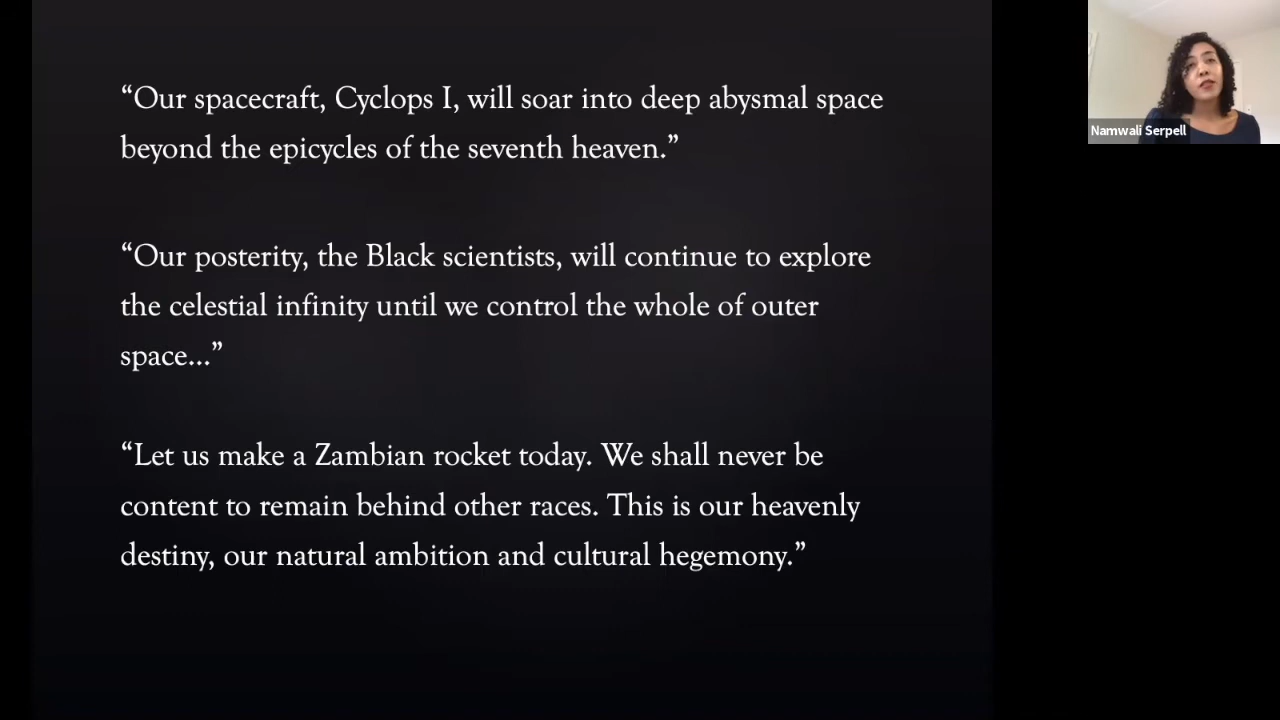 “Our spacecraft, Cyclops I, will soar into deep abysmal space
beyond the epicycles of the seventh heaven.”
“Our posterity, the Black scientists, will continue to explore
the celestial infinity until we control the whole of outer
space...”
“Let us make a Zambian rocket today. We shall never be
content to remain behind other races. This is our heavenly
destiny, our natural ambition and cultural hegemony.”
Namwali Serpell